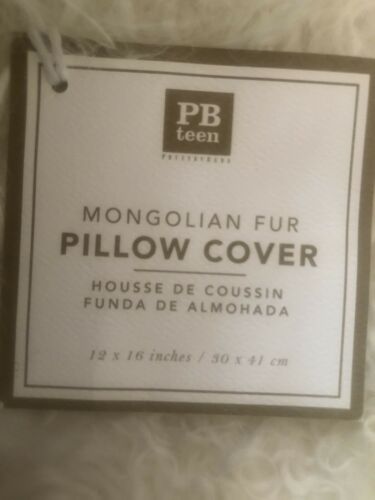 PB
teen
POTTERYBARN
MONGOLIAN FUR
PILLOW COVER
HOUSSE DE COUSSIN
FUNDA DE ALMOHADA
12 x 16 inches / 30 x 41 cm